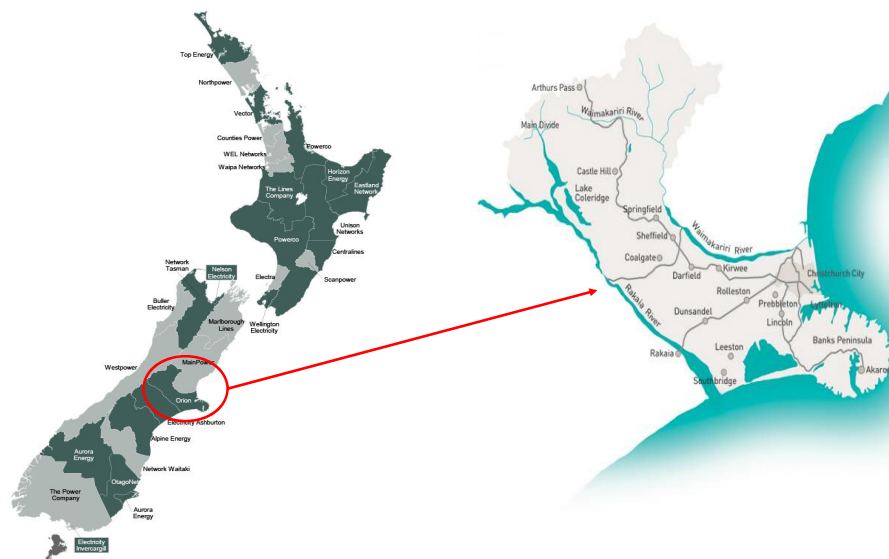 Top Energy
Northpower
Vector
Counties Power
WEL Networks
Waipa Networks
Powerco
The Lines
Company
Horizon
Energy
Eastland
Network
Powerco
Unison
Networks
Centralines
Scanpower
Electra
Wellington
Electricity
Network
Tasman
Nelson
Electricity
Buller
Electricity
Marlborough
Lines
MainPower
Westpower
Orion
Electricity Ashburton
Alpine Energy
Aurora
Energy
Network Waitaki
OtagoNet
The Power
Company
Aurora
Energy
Electricity
Invercargill
Arthurs Pass
Waimakariri River
Main Divide
Castle Hill
Lake
Coleridge
Springfield
Sheffield
Waimakariri River
Coalgate
Darfield
Kirwee
Christchurch City
Rolleston
Prebbleton
Lyttelton
Rakaia River
Dunsandel
Lincoln
Leeston
Banks Peninsula
Rakaia
Southbridge
Akaroa